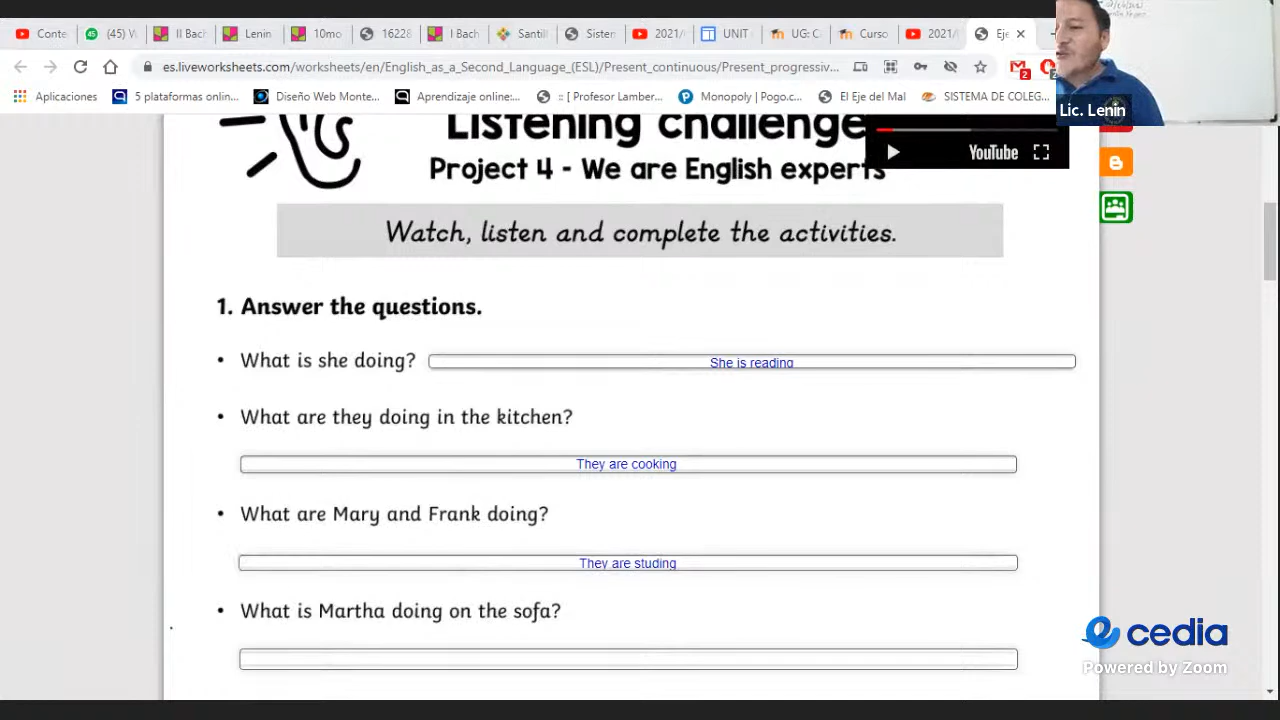 Conte
(45) V
II Bach
Lenin
10mo
16228
I Bach
Santill
Sister
2021/
UNIT
UG: C
Curso
2021/
Eje
es.liveworksheets.com/worksheets/en/English_as_a_Second_Language_(ESL)/Present_continuous/Present_progressiv...
Aplicaciones
5 plataformas onlin...
Diseño Web Monte...
Aprendizaje online:...
:: [ Profesor Lamber...
Monopoly | Pogo.c...
El Eje del Mal
SISTEMA DE COLEG...
Lic. Lenin
Listening challenge
Project 4 - We are English experts
YouTube
Watch, listen and complete the activities.
1. Answer the questions.
• What is she doing? She is reading
• What are they doing in the kitchen?
They are cooking
• What are Mary and Frank doing?
They are studing
• What is Martha doing on the sofa?
cedia
Powered by Zoom